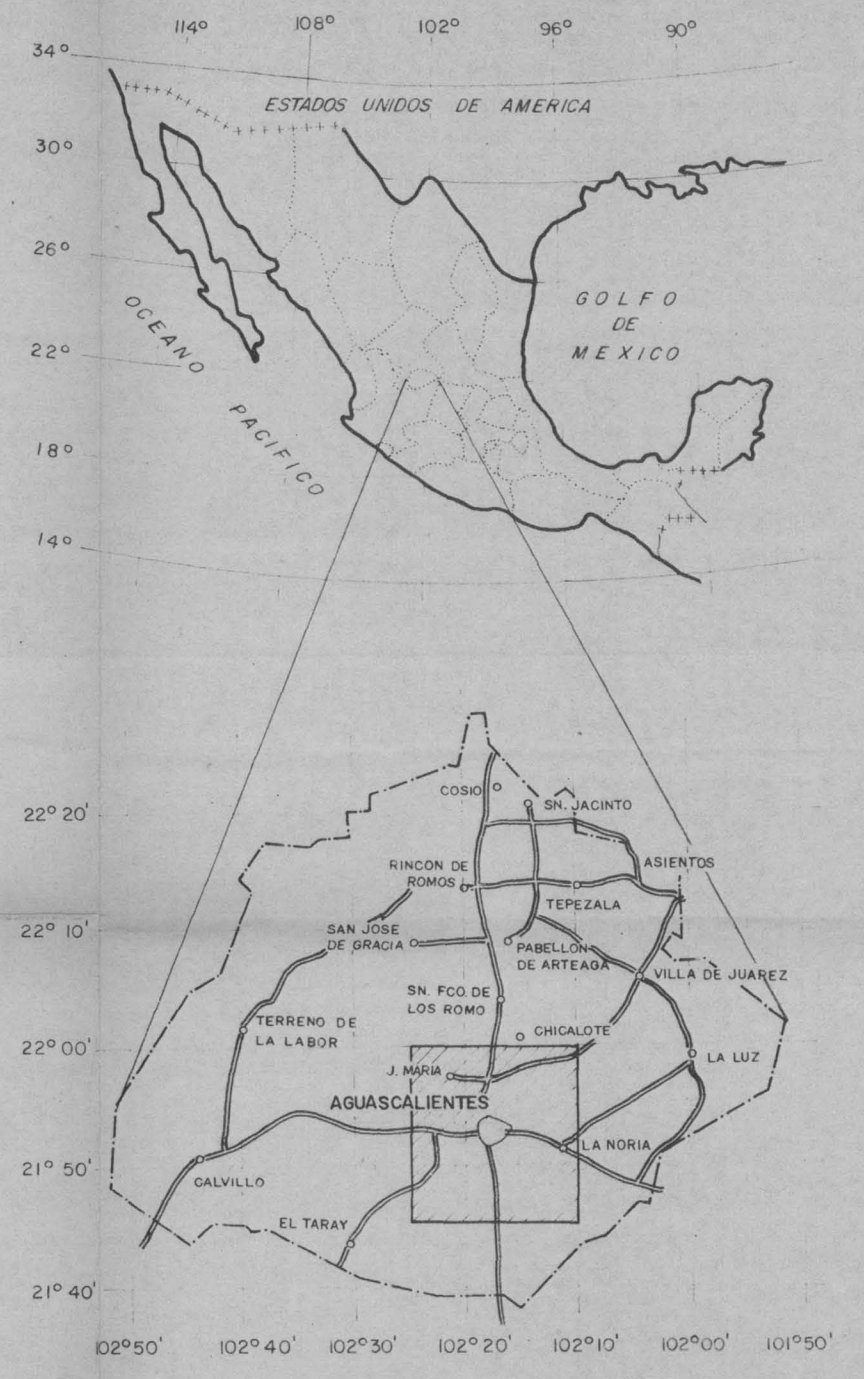 114° 108° 102° 96° 90°
34°
ESTADOS UNIDOS DE AMERICA
30°
26°
GOLFO
DE
MEXICO
OCEANO
PACIFICO
22°
18°
14°
COSIO
SN. JACINTO
22° 20'
RINCON DE
ROMOS
ASIENTOS
TEPEZALA
22° 10'
SAN JOSE
DE GRACIA
PABELLON
DE ARTEAGA
VILLA DE JUAREZ
SN. FCO. DE
LOS ROMO
TERRENO DE
LA LABOR
CHICALOTE
22° 00'
LA LUZ
J. MARIA
AGUASCALIENTES
LA NORIA
21° 50'
CALVILLO
EL TARAY
21° 40'
102°50' 102°40' 102°30' 102°20' 102°10' 102°00' 101°50'